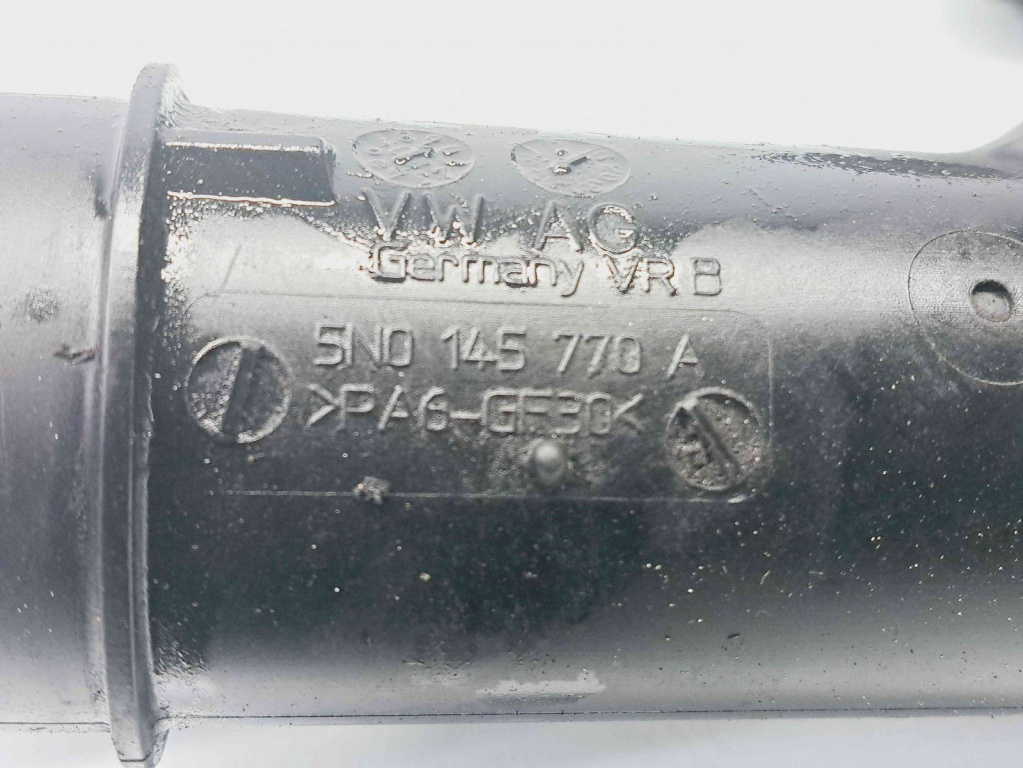 VW AG
Germany VR B
5N0 145 770 A
>PA6-GF30<